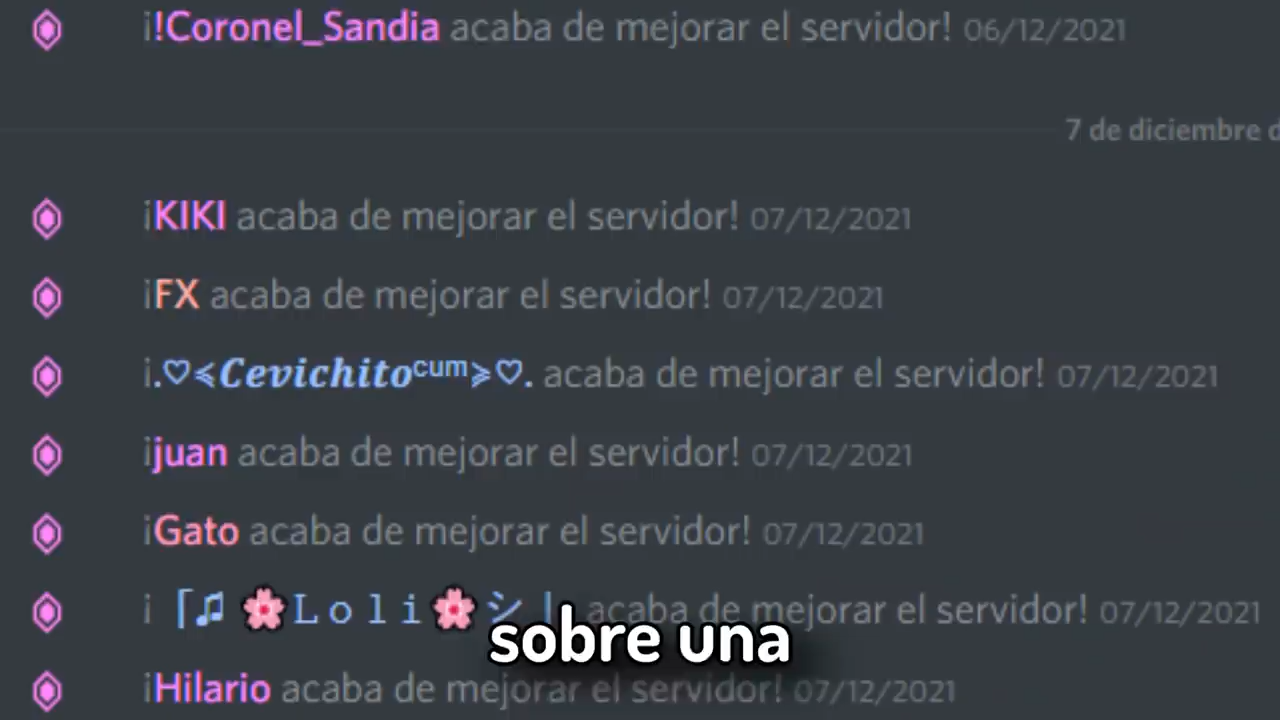 ¡!Coronel_Sandia acaba de mejorar el servidor! 06/12/2021
7 de diciembre d
¡KIKI acaba de mejorar el servidor! 07/12/2021
¡FX acaba de mejorar el servidor! 07/12/2021
¡.♡⩽𝑪𝒆𝒗𝒊𝒄𝒉𝒊𝒕𝒐ᶜᵘᵐ⩾♡. acaba de mejorar el servidor! 07/12/2021
¡juan acaba de mejorar el servidor! 07/12/2021
¡Gato acaba de mejorar el servidor! 07/12/2021
¡「♫ 🌸Ｌｏｌｉ🌸シ」 acaba de mejorar el servidor! 07/12/2021
sobre una
¡Hilario acaba de mejorar el servidor! 07/12/2021